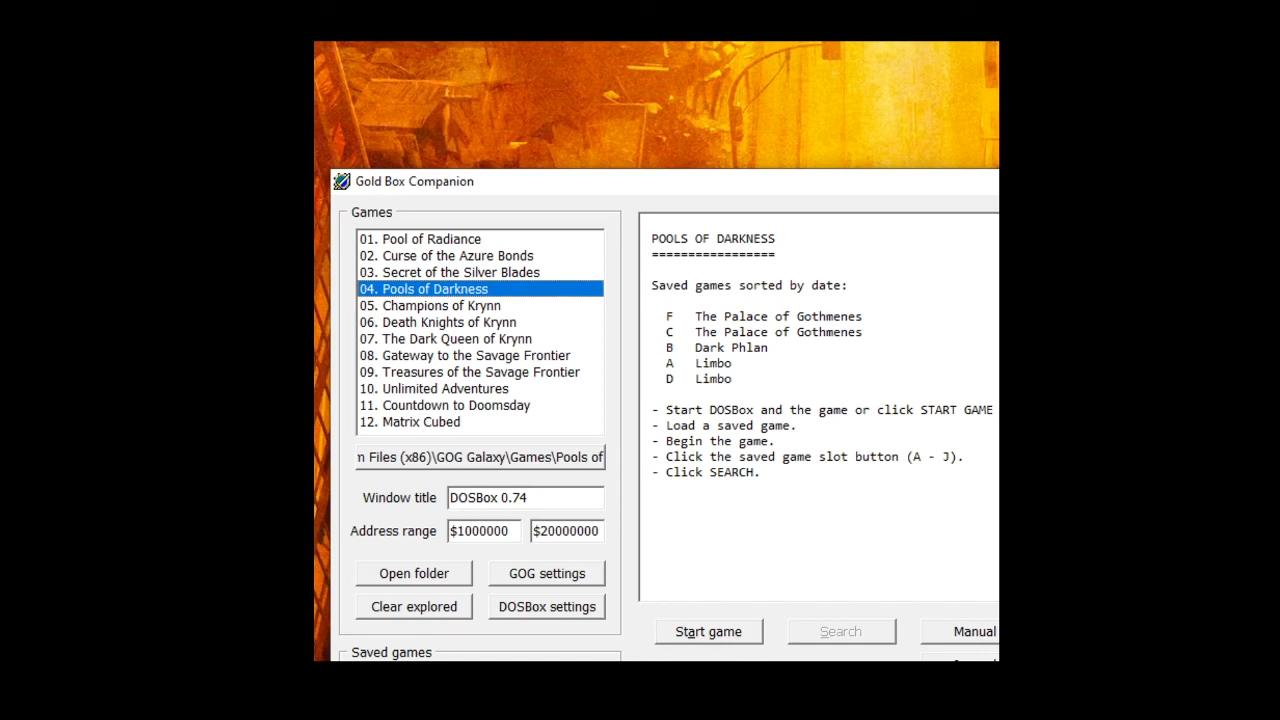 Gold Box Companion
Games
01. Pool of Radiance
02. Curse of the Azure Bonds
03. Secret of the Silver Blades
04. Pools of Darkness
05. Champions of Krynn
06. Death Knights of Krynn
07. The Dark Queen of Krynn
08. Gateway to the Savage Frontier
09. Treasures of the Savage Frontier
10. Unlimited Adventures
11. Countdown to Doomsday
12. Matrix Cubed
n Files (x86)\GOG Galaxy\Games\Pools of
Window title
DOSBox 0.74
Address range
$1000000
$20000000
Open folder
GOG settings
Clear explored
DOSBox settings
Saved games
POOLS OF DARKNESS
=================
Saved games sorted by date:
F The Palace of Gothmenes
C The Palace of Gothmenes
B Dark Phlan
A Limbo
D Limbo
- Start DOSBox and the game or click START GAME
- Load a saved game.
- Begin the game.
- Click the saved game slot button (A - J).
- Click SEARCH.
Start game
Search
Manual